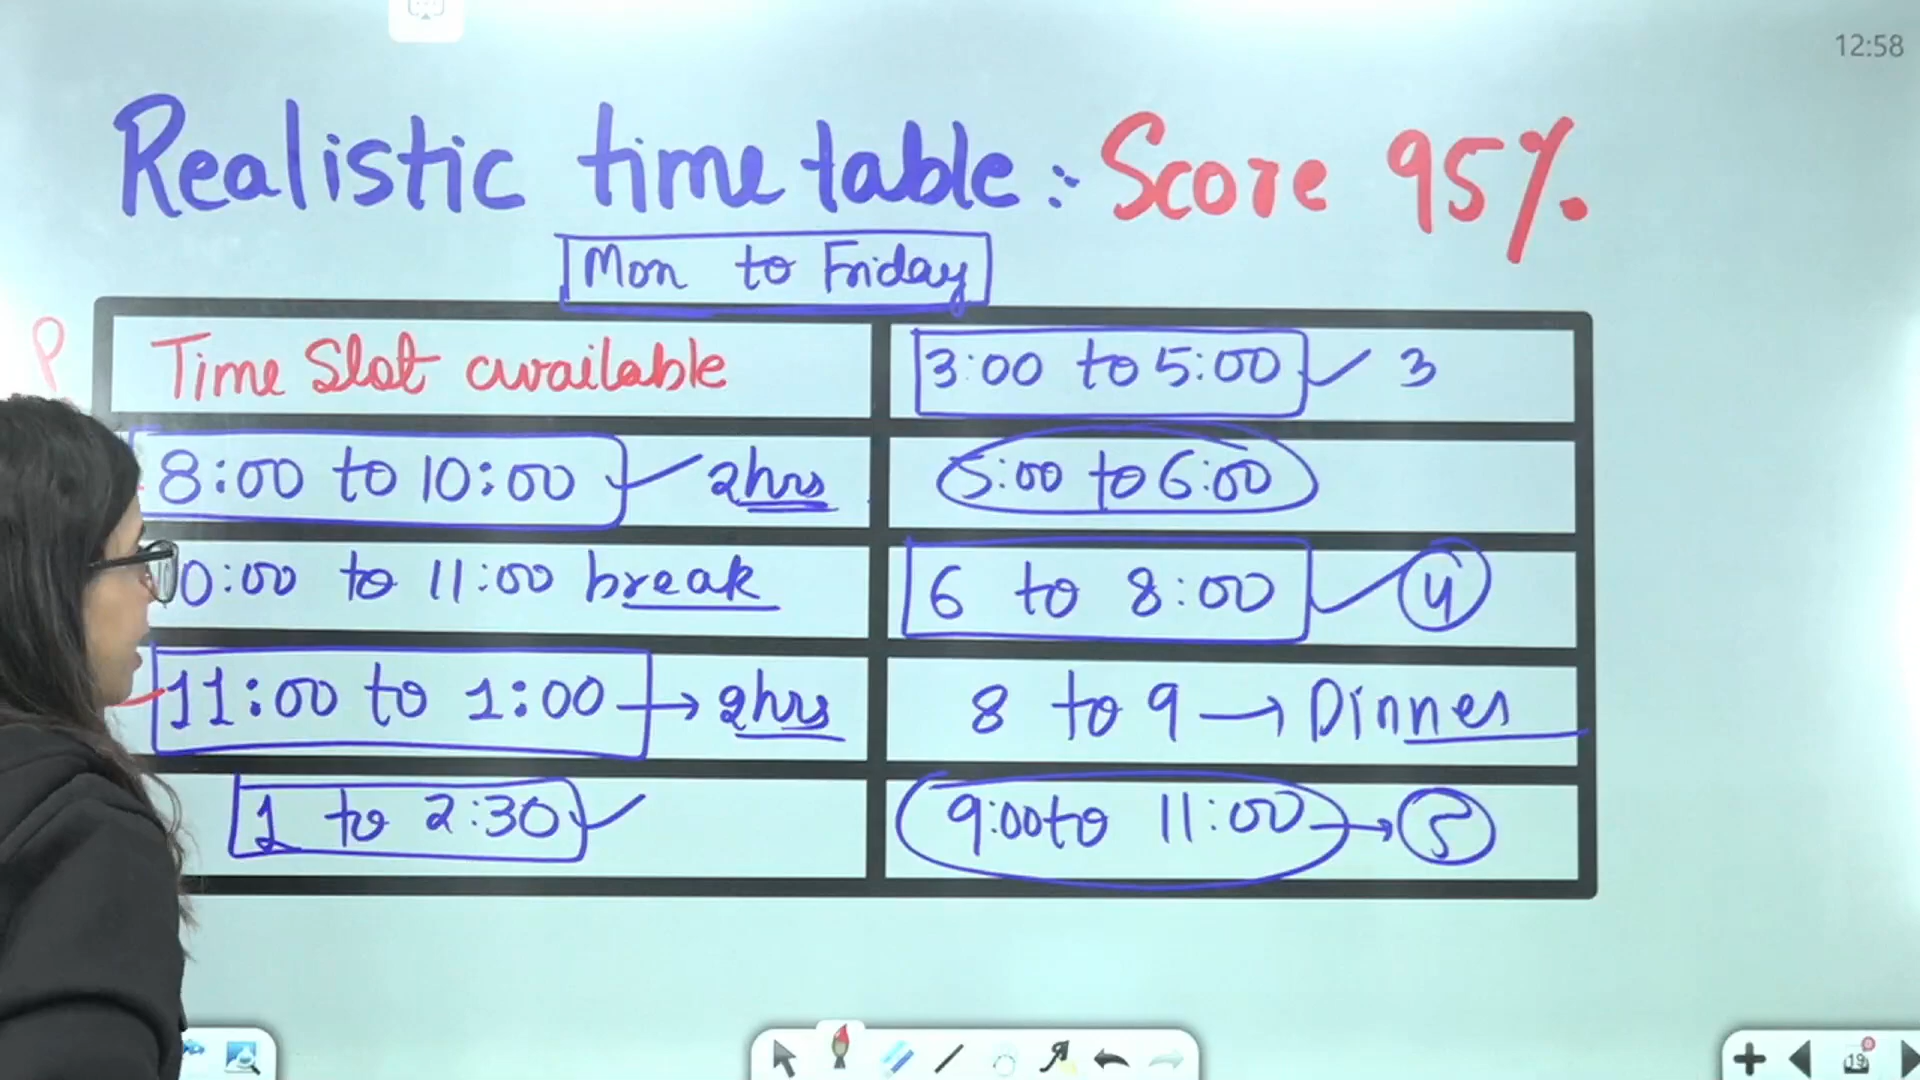 12:58
Realistic time table : Score 95%
Mon to Friday
P
Time Slot available
8:00 to 10:00 2hrs
0:00 to 11:00 break
11:00 to 1:00 → 2hrs
1 to 2:30
3:00 to 5:00 3
5:00 to 6:00
6 to 8:00 4
8 to 9 → Dinner
9:00 to 11:00 → 5
19